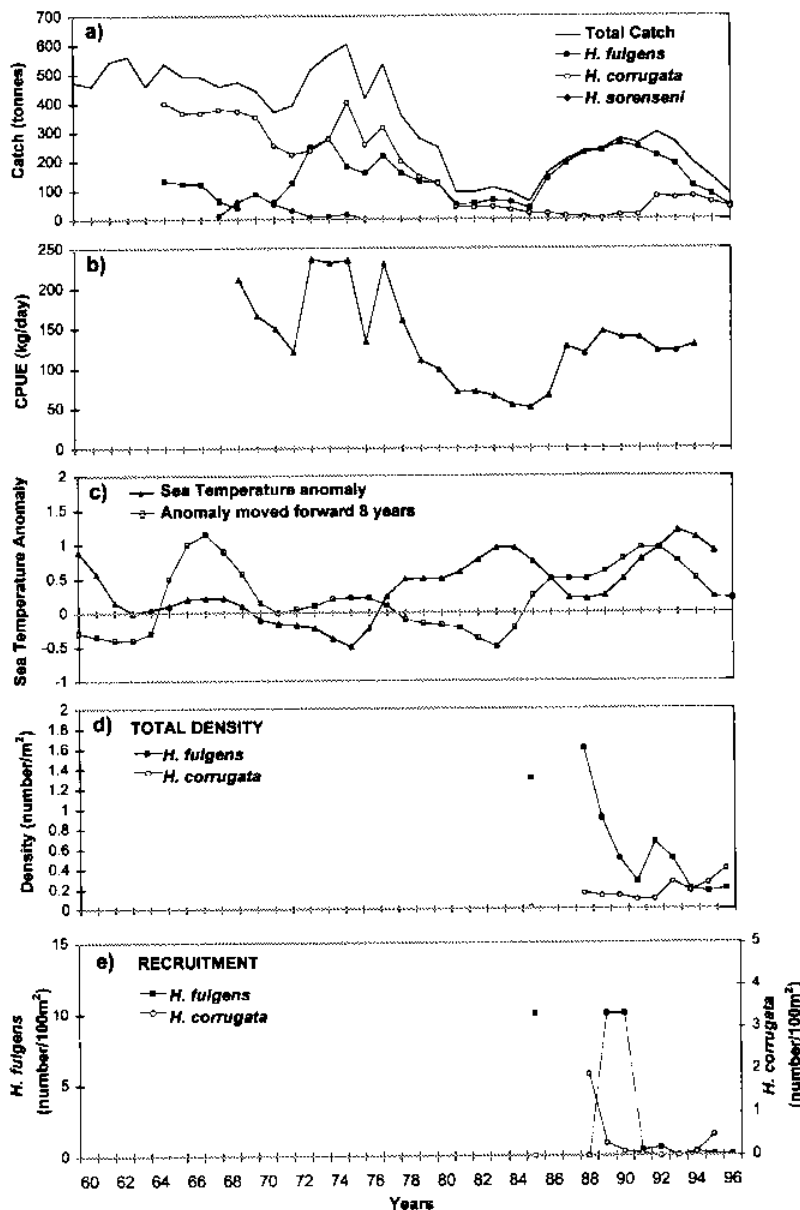 a)
Total Catch
H. fulgens
H. corrugata
H. sorenseni
Catch (tonnes)
700
600
500
400
300
200
100
0
b)
CPUE (kg/day)
250
200
150
100
50
0
c)
Sea Temperature anomaly
Anomaly moved forward 8 years
Sea Temperature Anomaly
2
1
0.5
0
-0.5
-1
d) TOTAL DENSITY
H. fulgens
H. corrugata
Density (number/m²)
2
1.8
1.6
1.4
1.2
1
0.8
0.6
0.4
0.2
0
e) RECRUITMENT
H. fulgens
H. corrugata
H. fulgens
(number/100m²)
15
10
5
0
5
4
3
2
1
0
H. corrugata
(number/100m²)
60 62 64 66 68 70 72 74 76 78 80 82 84 86 88 90 92 94 96
Years